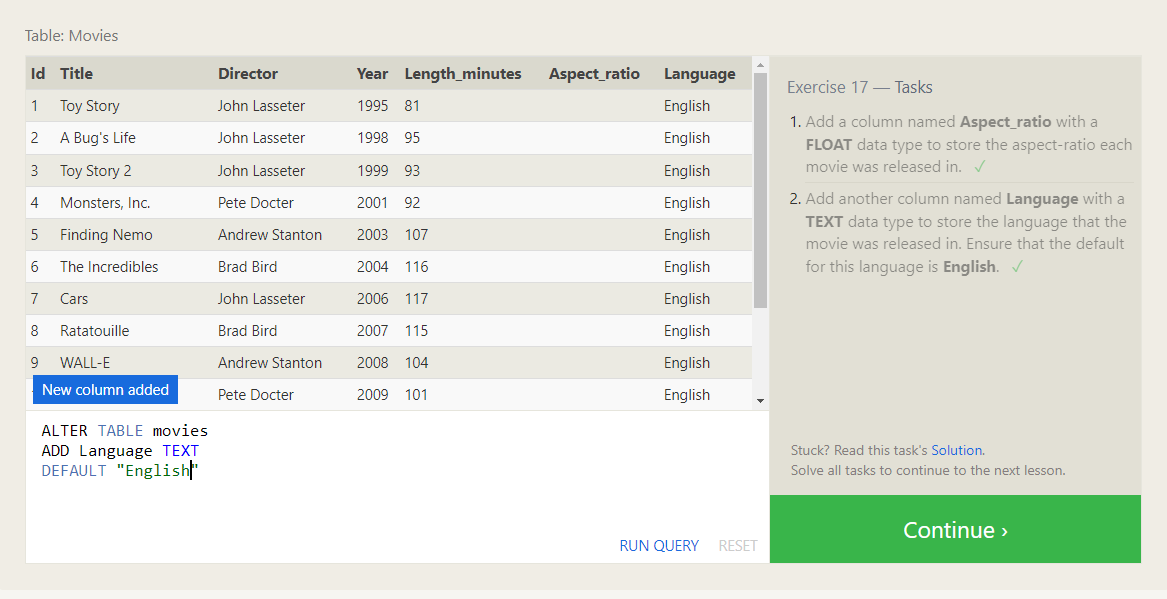 Table: Movies
Id Title Director Year Length_minutes Aspect_ratio Language
1 Toy Story John Lasseter 1995 81 English
2 A Bug's Life John Lasseter 1998 95 English
3 Toy Story 2 John Lasseter 1999 93 English
4 Monsters, Inc. Pete Docter 2001 92 English
5 Finding Nemo Andrew Stanton 2003 107 English
6 The Incredibles Brad Bird 2004 116 English
7 Cars John Lasseter 2006 117 English
8 Ratatouille Brad Bird 2007 115 English
9 WALL-E Andrew Stanton 2008 104 English
New column added Pete Docter 2009 101 English
ALTER TABLE movies
ADD Language TEXT
DEFAULT "English"
RUN QUERY RESET
Exercise 17 — Tasks
1. Add a column named Aspect_ratio with a
FLOAT data type to store the aspect-ratio each
movie was released in. ✓
2. Add another column named Language with a
TEXT data type to store the language that the
movie was released in. Ensure that the default
for this language is English. ✓
Stuck? Read this task's Solution.
Solve all tasks to continue to the next lesson.
Continue ›